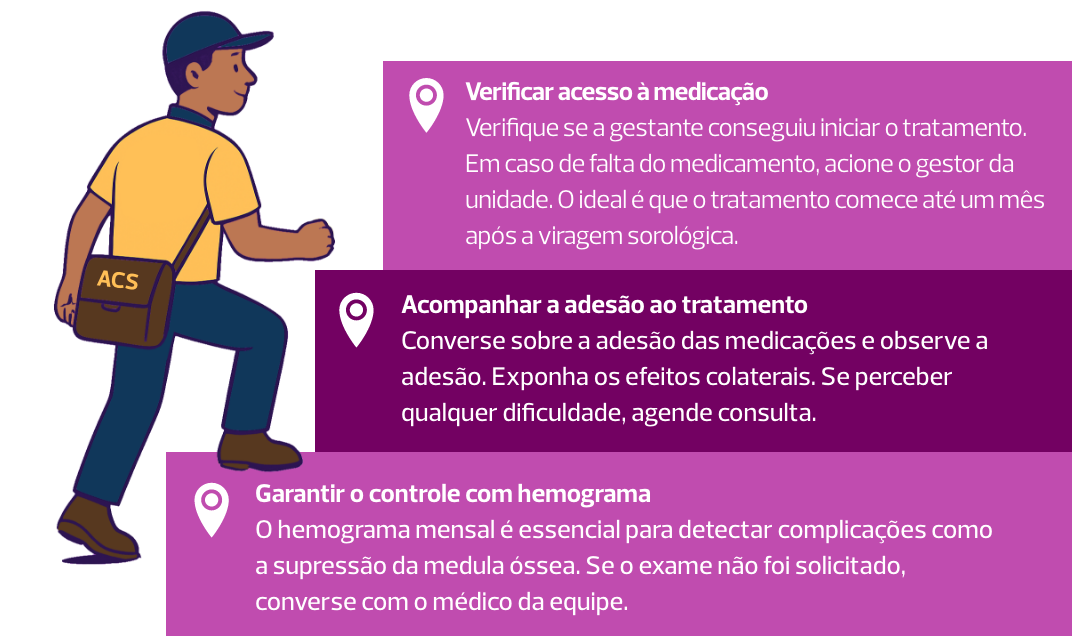 Verificar acesso à medicação
Verifique se a gestante conseguiu iniciar o tratamento.
Em caso de falta do medicamento, acione o gestor da
unidade. O ideal é que o tratamento comece até um mês
após a viragem sorológica.
ACS
Acompanhar a adesão ao tratamento
Converse sobre a adesão das medicações e observe a
adesão. Exponha os efeitos colaterais. Se perceber
qualquer dificuldade, agende consulta.
Garantir o controle com hemograma
O hemograma mensal é essencial para detectar complicações como
a supressão da medula óssea. Se o exame não foi solicitado,
converse com o médico da equipe.